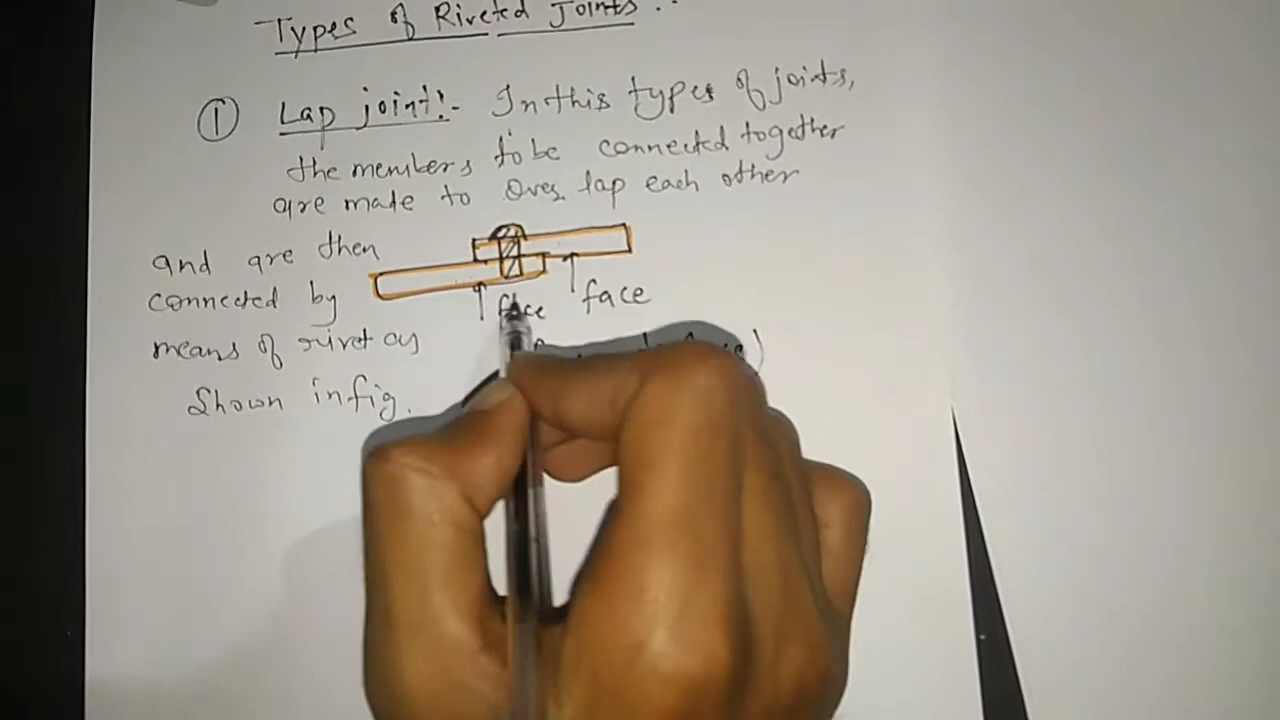 Types of Riveted Joints :
① Lap joint:- In this types of joints,
the members to be connected together
are made to Over lap each other
and are then
connected by
means of rivet as
Shown in fig.
face
face